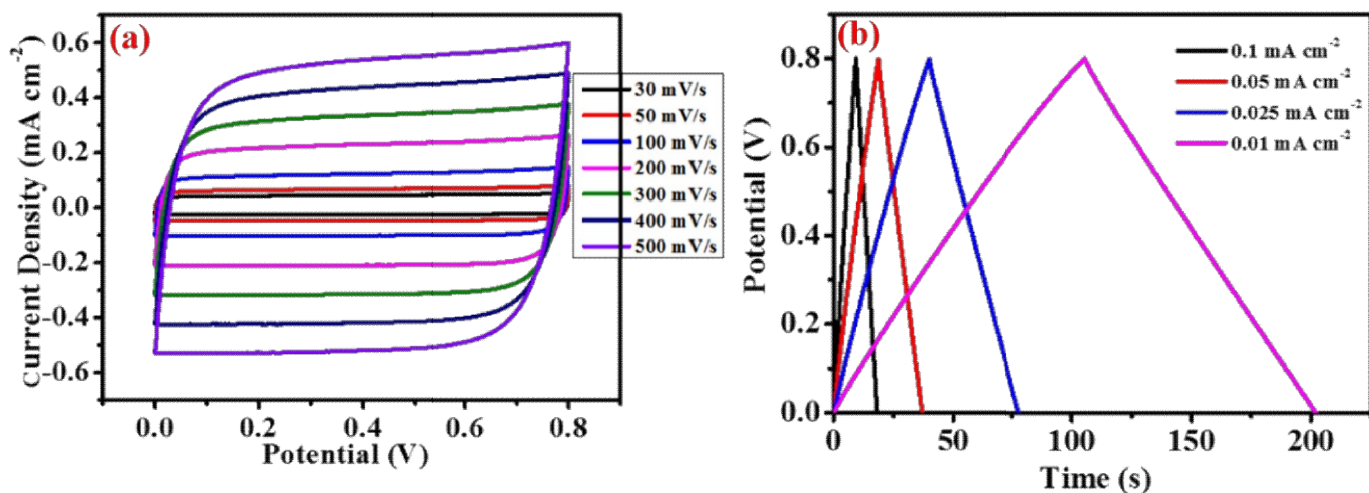 (a)
0.6
0.4
0.2
0.0
-0.2
-0.4
-0.6
Current Density (mA cm⁻²)
0.0
0.2
0.4
0.6
0.8
Potential (V)
30 mV/s
50 mV/s
100 mV/s
200 mV/s
300 mV/s
400 mV/s
500 mV/s
(b)
0.8
0.6
0.4
0.2
0.0
Potential (V)
0
50
100
150
200
Time (s)
0.1 mA cm⁻²
0.05 mA cm⁻²
0.025 mA cm⁻²
0.01 mA cm⁻²